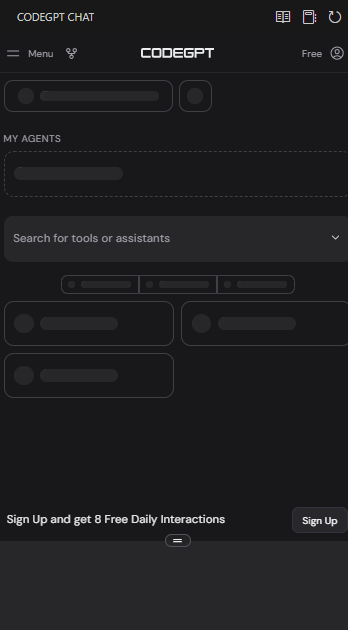 CODEGPT CHAT
Menu
CODEGPT
Free
MY AGENTS
Search for tools or assistants
Sign Up and get 8 Free Daily Interactions
Sign Up